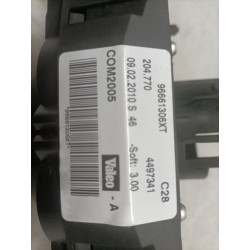 96661306XT
C28
204.770
4497341
09.02.2010 S 46
-Soft: 3.00
COM2005
Valeo - A